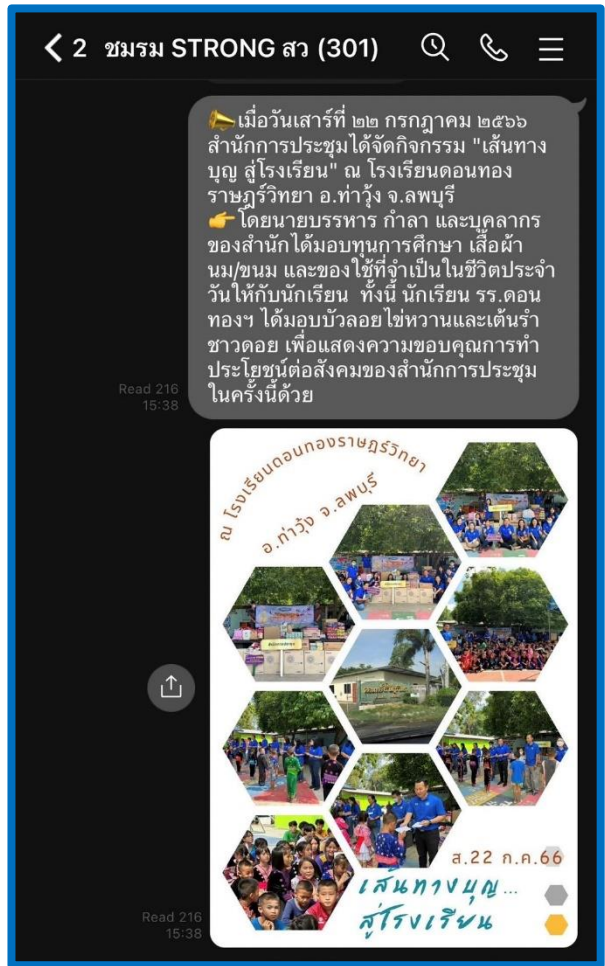 2 ชมรม STRONG สว (301)
📣เมื่อวันเสาร์ที่ ๒๒ กรกฎาคม ๒๕๖๖
สำนักการประชุมได้จัดกิจกรรม "เส้นทาง
บุญ สู่โรงเรียน" ณ โรงเรียนดอนทอง
ราษฎร์วิทยา อ.ท่าวุ้ง จ.ลพบุรี
👉โดยนายบรรหาร กำลา และบุคลากร
ของสำนักได้มอบทุนการศึกษา เสื้อผ้า
นม/ขนม และของใช้ที่จำเป็นในชีวิตประจำ
วันให้กับนักเรียน ทั้งนี้ นักเรียน รร.ดอน
ทองฯ ได้มอบบัวลอยไข่หวานและเต้นรำ
ชาวดอย เพื่อแสดงความขอบคุณการทำ
ประโยชน์ต่อสังคมของสำนักการประชุม
ในครั้งนี้ด้วย
Read 216
15:38
ณ โรงเรียนดอนทองราษฎร์วิทยา
อ.ท่าวุ้ง จ.ลพบุรี
ส.22 ก.ค.66
เส้นทางบุญ...
สู่โรงเรียน
Read 216
15:38